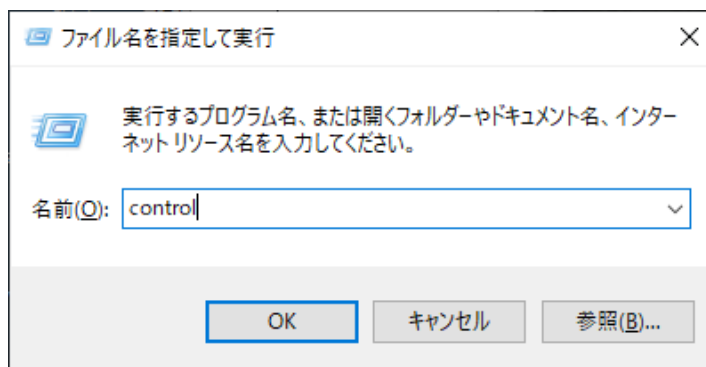 ファイル名を指定して実行
実行するプログラム名、または開くフォルダーやドキュメント名、インター
ネット リソース名を入力してください。
名前(O): control
OK キャンセル 参照(B)...